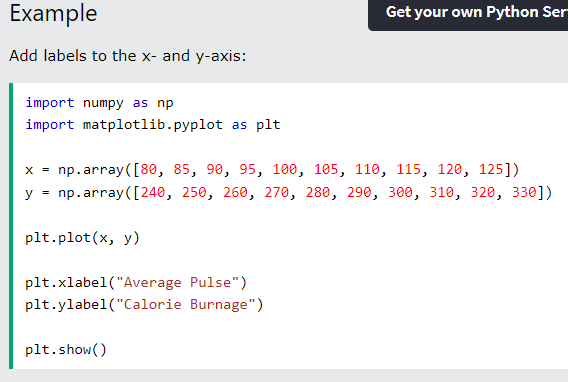 Example
Get your own Python Ser
Add labels to the x- and y-axis:
import numpy as np
import matplotlib.pyplot as plt
x = np.array([80, 85, 90, 95, 100, 105, 110, 115, 120, 125])
y = np.array([240, 250, 260, 270, 280, 290, 300, 310, 320, 330])
plt.plot(x, y)
plt.xlabel("Average Pulse")
plt.ylabel("Calorie Burnage")
plt.show()